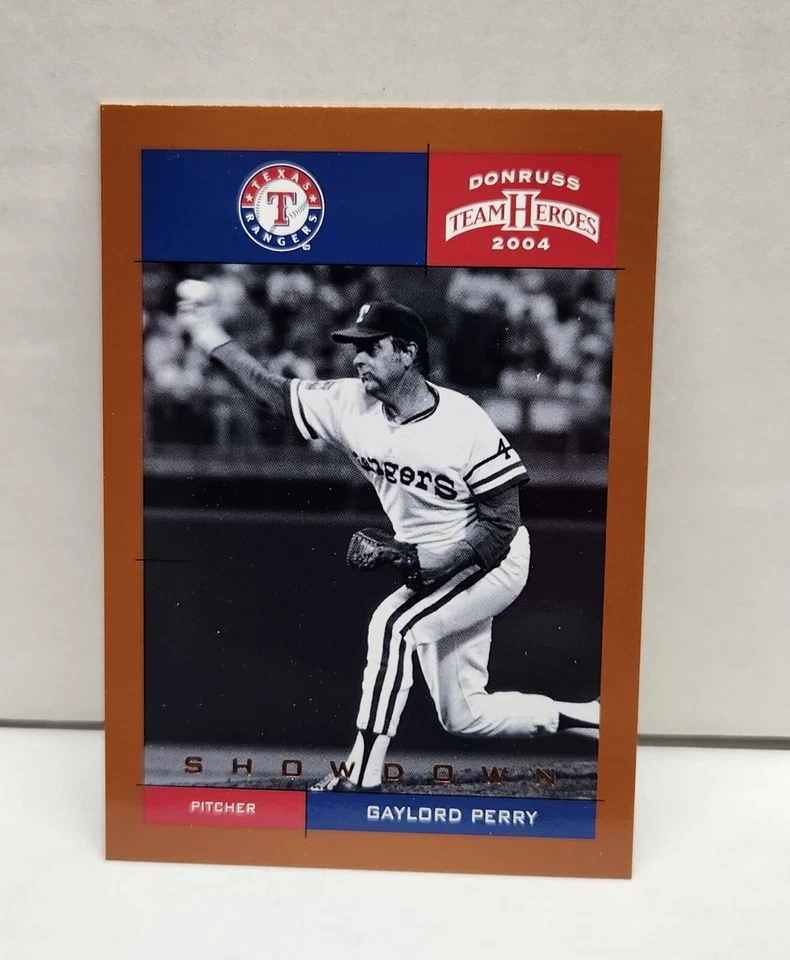 TEXAS
T
RANGERS
DONRUSS
TEAM HEROES
2004
T
angers
4
SHOWDOWN
PITCHER
GAYLORD PERRY